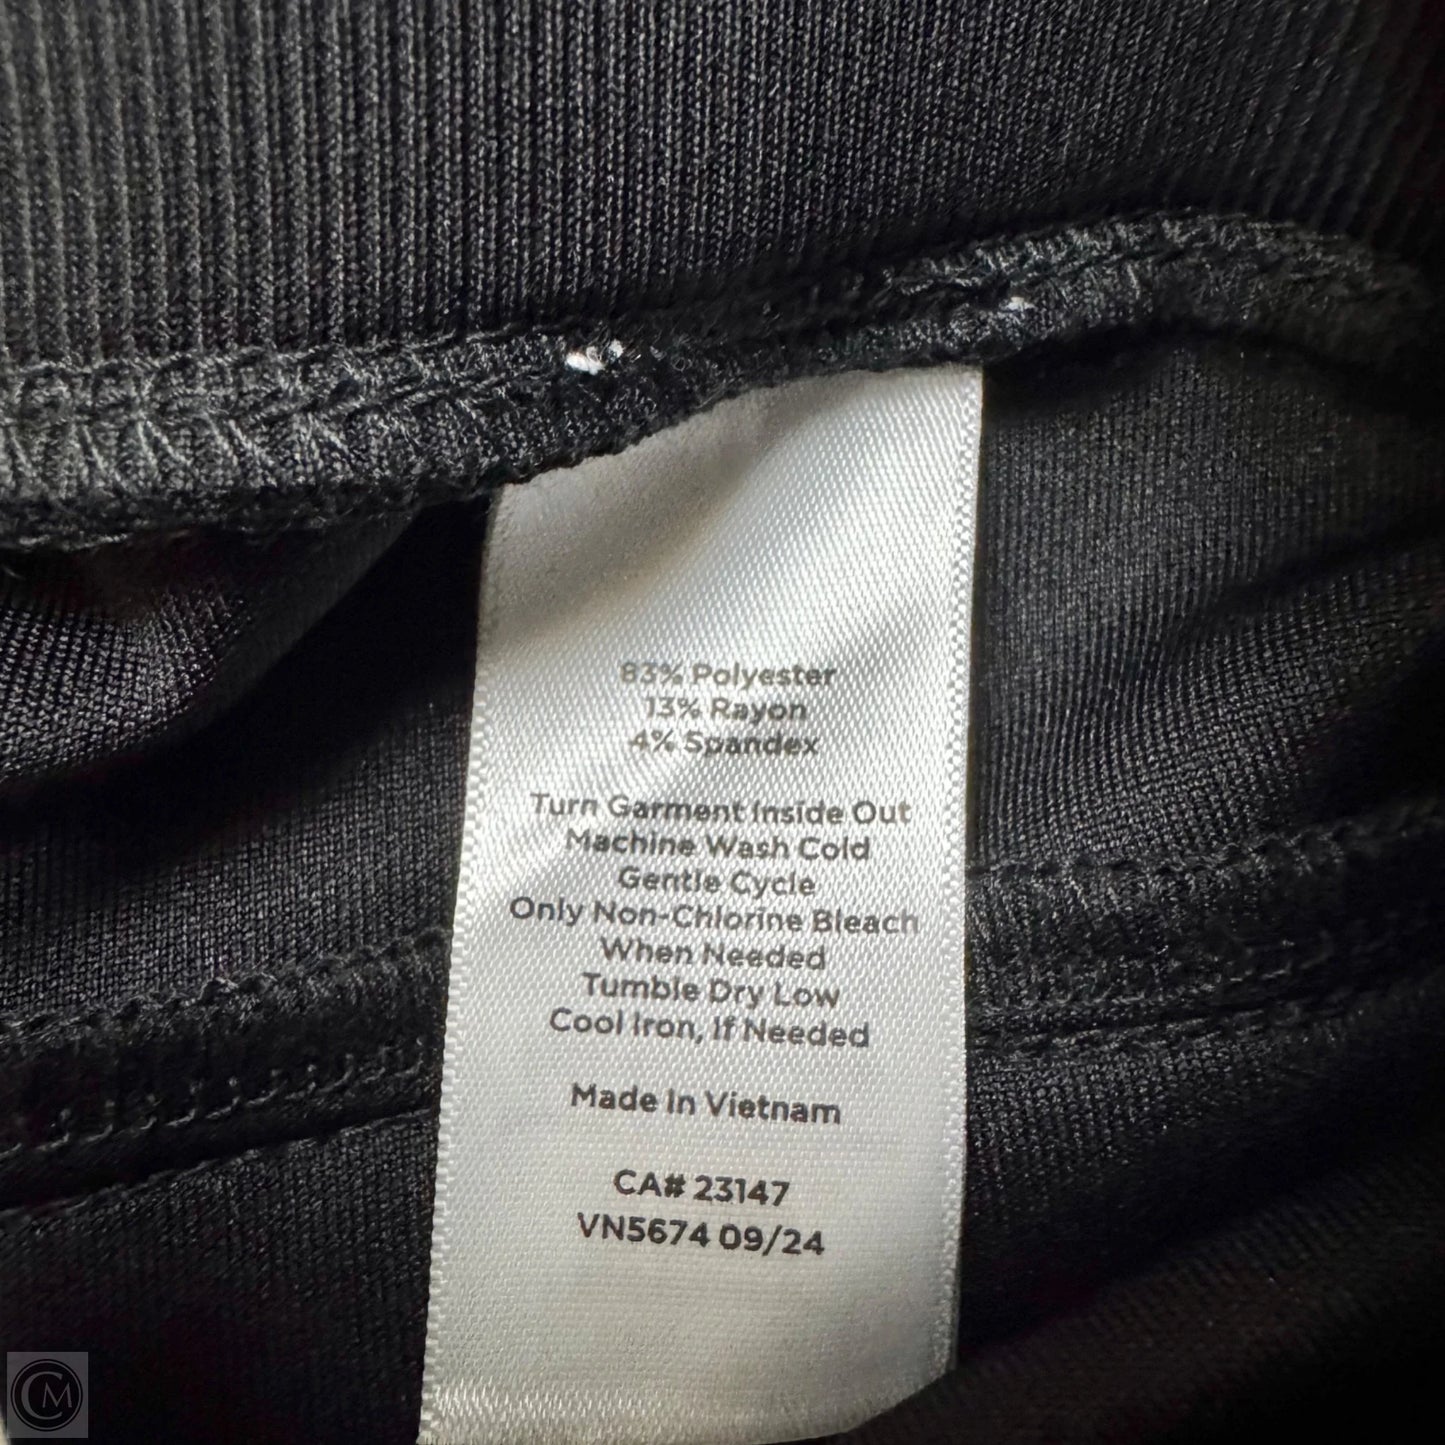 83% Polyester
13% Rayon
4% Spandex
Turn Garment Inside Out
Machine Wash Cold
Gentle Cycle
Only Non-Chlorine Bleach
When Needed
Tumble Dry Low
Cool Iron, If Needed
Made In Vietnam
CA# 23147
VN5674 09/24
CM